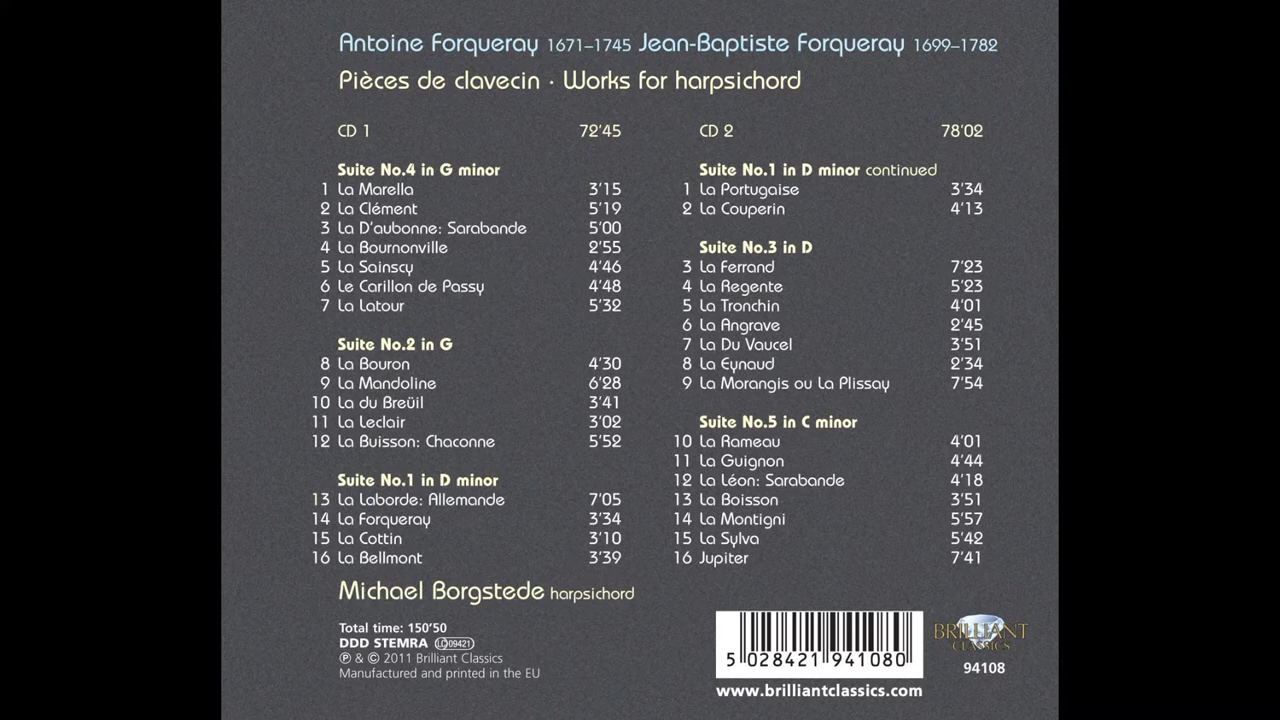 Antoine Forqueray 1671–1745 Jean-Baptiste Forqueray 1699–1782
Pièces de clavecin · Works for harpsichord
CD 1 72'45
Suite No.4 in G minor
1 La Marella 3'15
2 La Clément 5'19
3 La D'aubonne: Sarabande 5'00
4 La Bournonville 2'55
5 La Sainscy 4'46
6 Le Carillon de Passy 4'48
7 La Latour 5'32
Suite No.2 in G
8 La Bouron 4'30
9 La Mandoline 6'28
10 La du Breüil 3'41
11 La Leclair 3'02
12 La Buisson: Chaconne 5'52
Suite No.1 in D minor
13 La Laborde: Allemande 7'05
14 La Forqueray 3'34
15 La Cottin 3'10
16 La Bellmont 3'39
CD 2 78'02
Suite No.1 in D minor continued
1 La Portugaise 3'34
2 La Couperin 4'13
Suite No.3 in D
3 La Ferrand 7'23
4 La Regente 5'23
5 La Tronchin 4'01
6 La Angrave 2'45
7 La Du Vaucel 3'51
8 La Eynaud 2'34
9 La Morangis ou La Plissay 7'54
Suite No.5 in C minor
10 La Rameau 4'01
11 La Guignon 4'44
12 La Léon: Sarabande 4'18
13 La Boisson 3'51
14 La Montigni 5'57
15 La Sylva 5'42
16 Jupiter 7'41
Michael Borgstede harpsichord
Total time: 150'50
DDD STEMRA LC 09421
℗ & © 2011 Brilliant Classics
Manufactured and printed in the EU
5 028421 941080
www.brilliantclassics.com
BRILLIANT
CLASSICS
94108